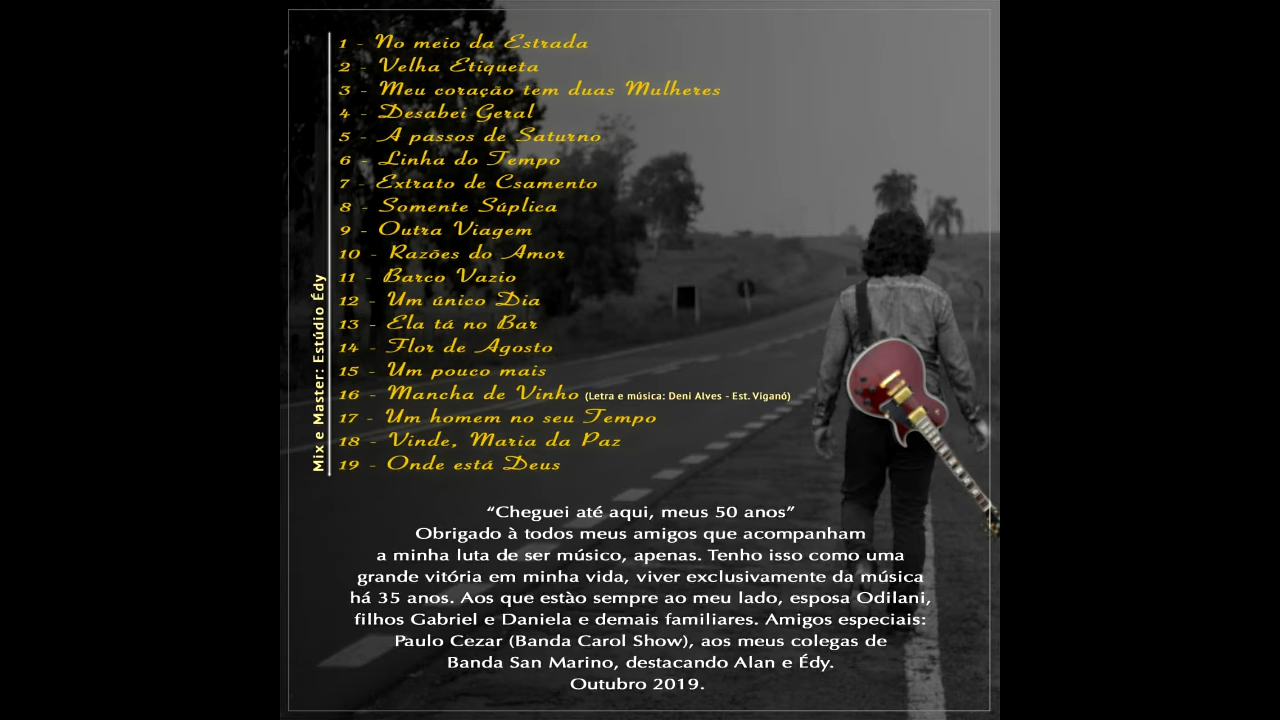 1 - No meio da Estrada
2 - Velha Etiqueta
3 - Meu coração tem duas Mulheres
4 - Desabei Geral
5 - A passos de Saturno
6 - Linha do Tempo
7 - Extrato de Csamento
8 - Somente Súplica
9 - Outra Viagem
10 - Razões do Amor
11 - Barco Vazio
12 - Um único Dia
13 - Ela tá no Bar
14 - Flor de Agosto
15 - Um pouco mais
16 - Mancha de Vinho (Letra e música: Deni Alves - Est. Viganó)
17 - Um homem no seu Tempo
18 - Vinde, Maria da Paz
19 - Onde está Deus
Mix e Master: Estúdio Édy
“Cheguei até aqui, meus 50 anos”
Obrigado à todos meus amigos que acompanham
a minha luta de ser músico, apenas. Tenho isso como uma
grande vitória em minha vida, viver exclusivamente da música
há 35 anos. Aos que estào sempre ao meu lado, esposa Odilani,
filhos Gabriel e Daniela e demais familiares. Amigos especiais:
Paulo Cezar (Banda Carol Show), aos meus colegas de
Banda San Marino, destacando Alan e Édy.
Outubro 2019.